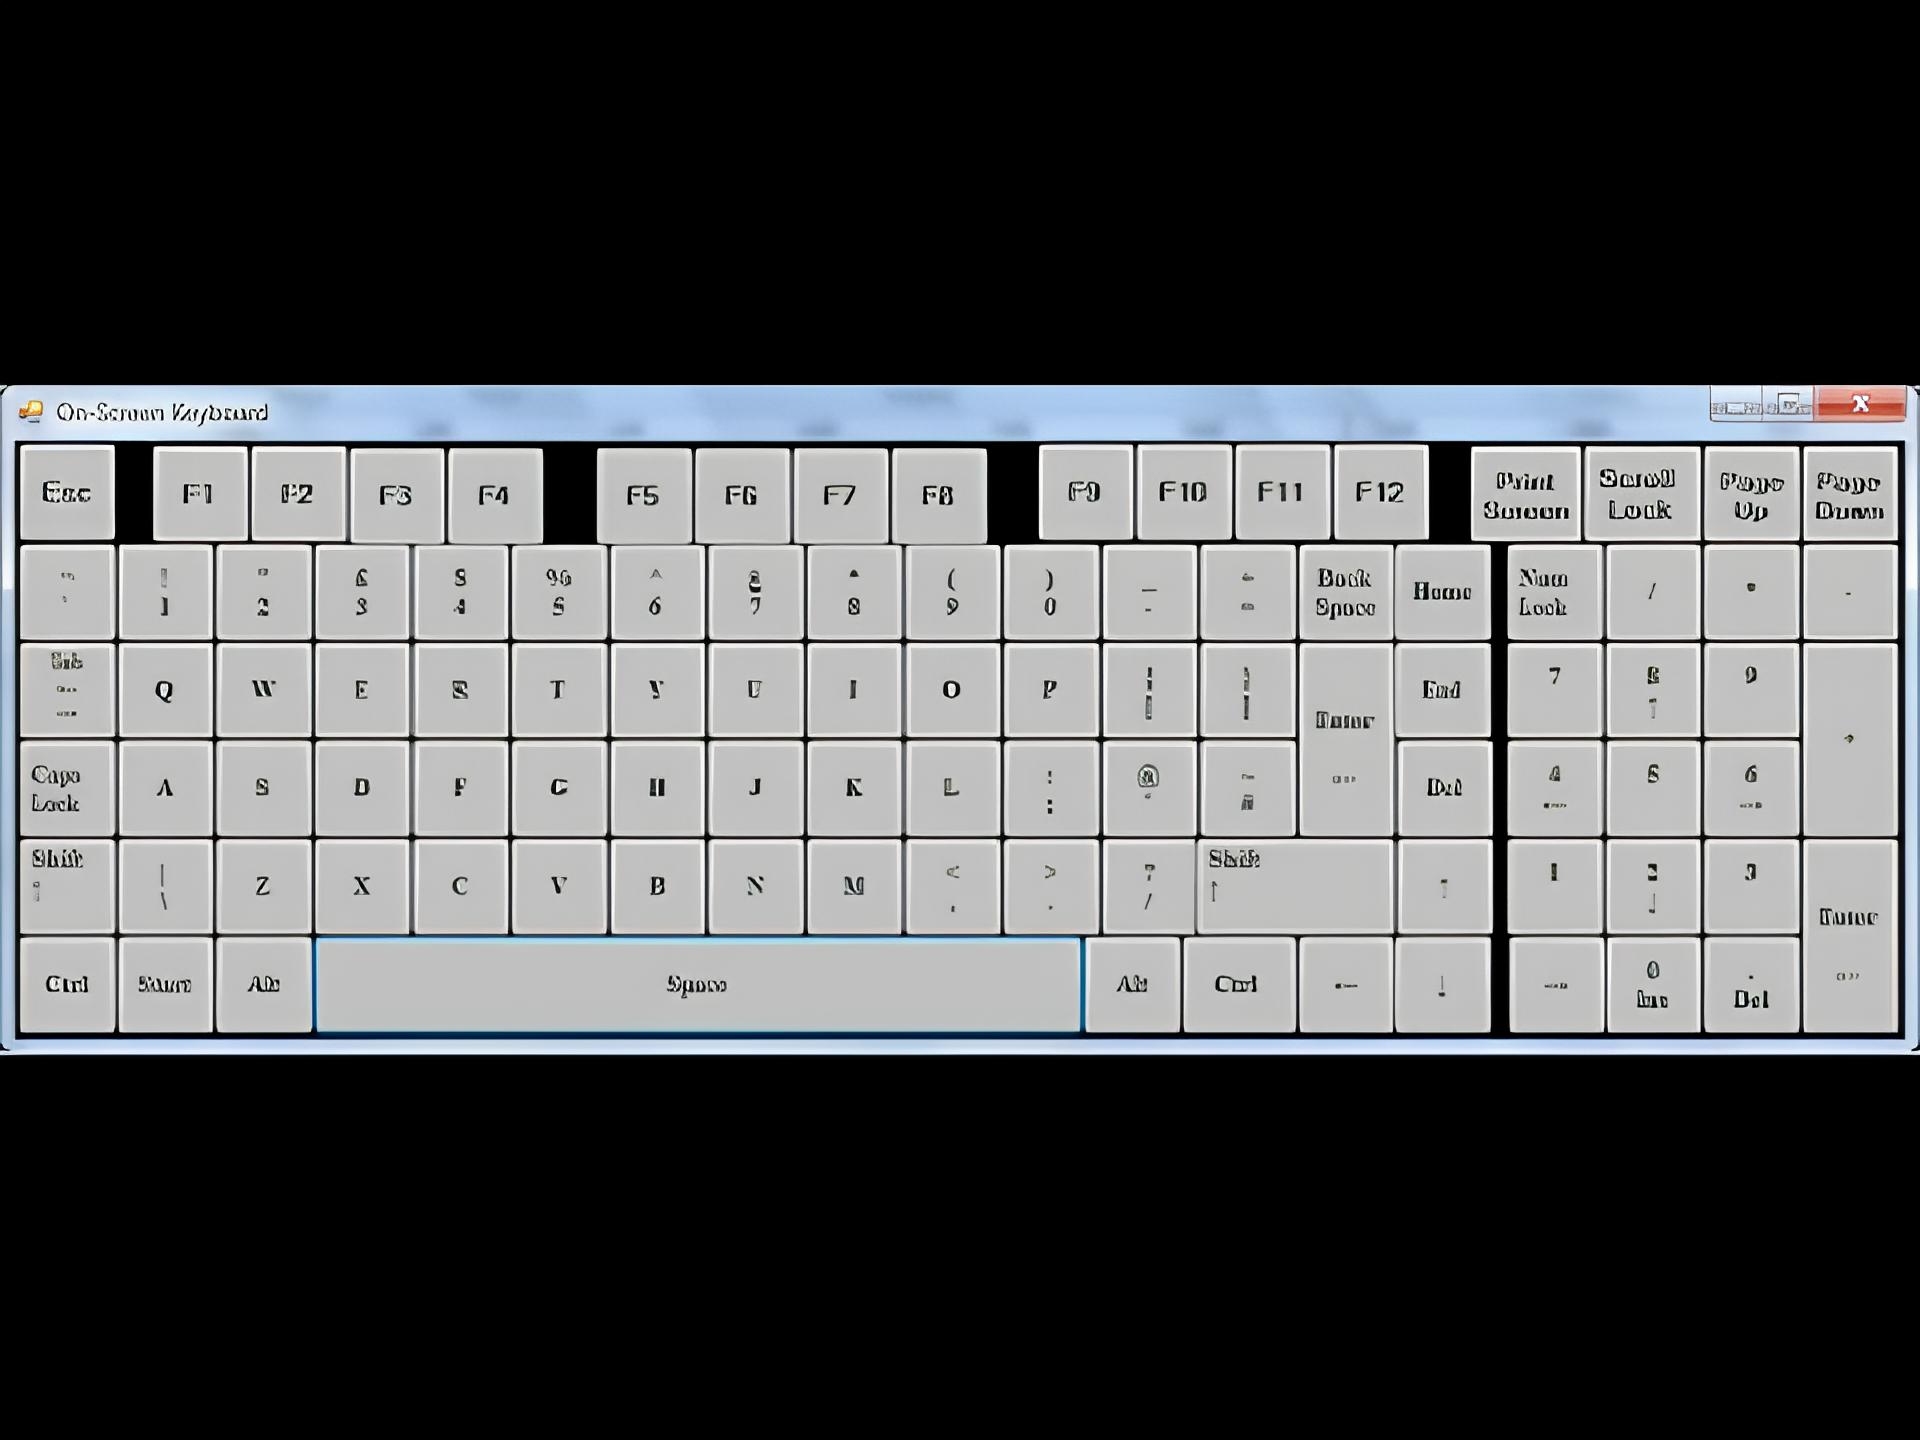 On-Screen Keyboard
Esc F1 F2 F3 F4 F5 F6 F7 F8 F9 F10 F11 F12 Print Screen Scroll Lock Page Up Page Down
1 " 2 £ 3 $ 4 % 5 ^ 6 & 7 * 8 ( 9 ) 0 _ - Back Space Home Num Lock / * -
Q W E R T Y U I O P End 7 8 ↑ 9
Enter
Caps Lock A S D F G H J K L : ; @ ' ~ # Del 4 5 6
Shift \ Z X C V B N M < , > . ? / Shift ↑ ↑ 1 2 ↓ 3
Enter
Ctrl Start Alt Space Alt Ctrl ← ↓ 0 Ins . Del